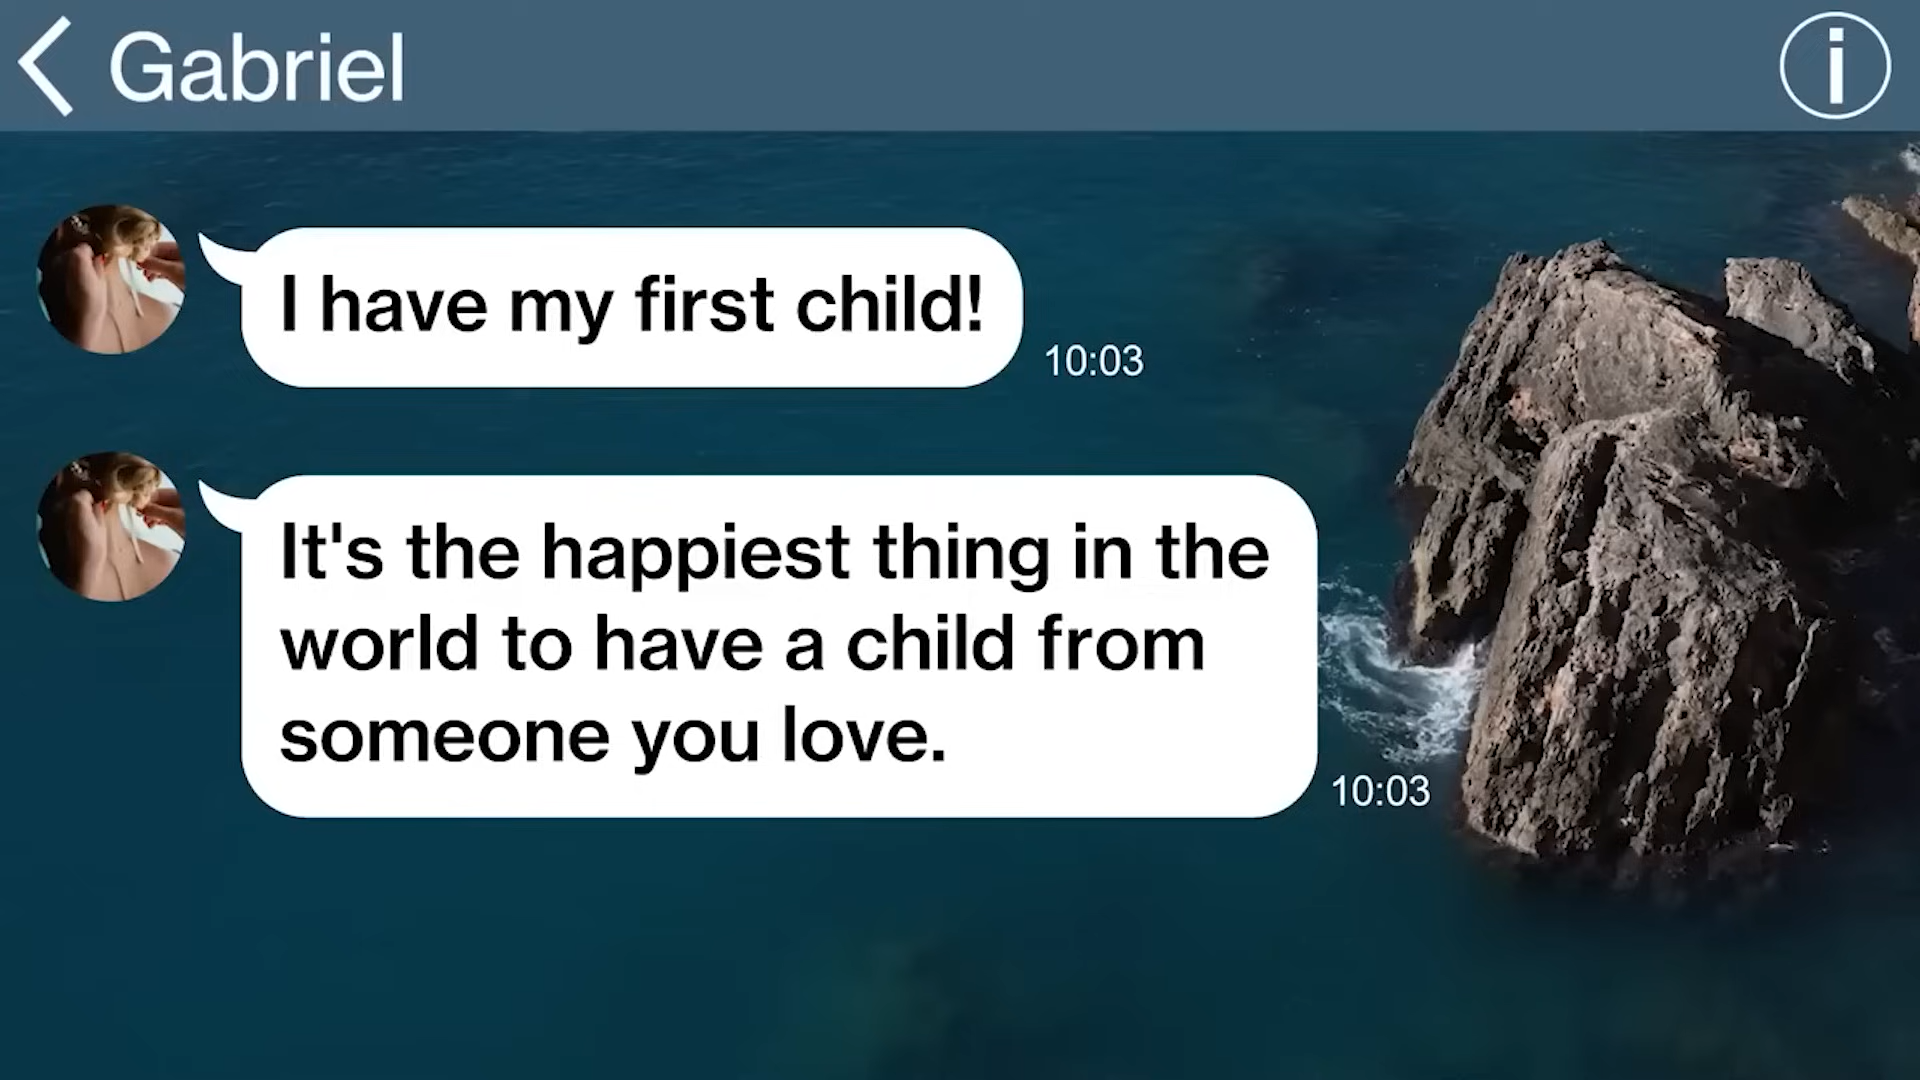 Gabriel
I have my first child!
10:03
It's the happiest thing in the
world to have a child from
someone you love.
10:03